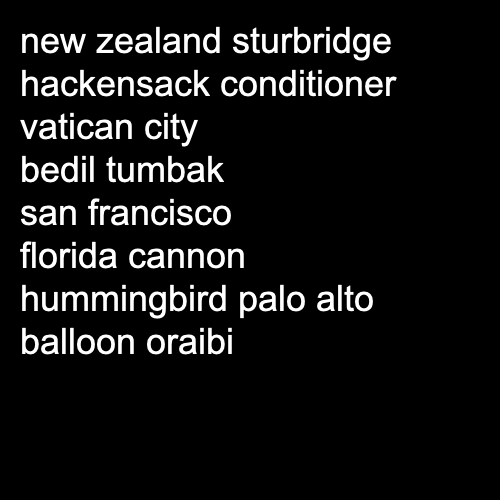 new zealand sturbridge
hackensack conditioner
vatican city
bedil tumbak
san francisco
florida cannon
hummingbird palo alto
balloon oraibi